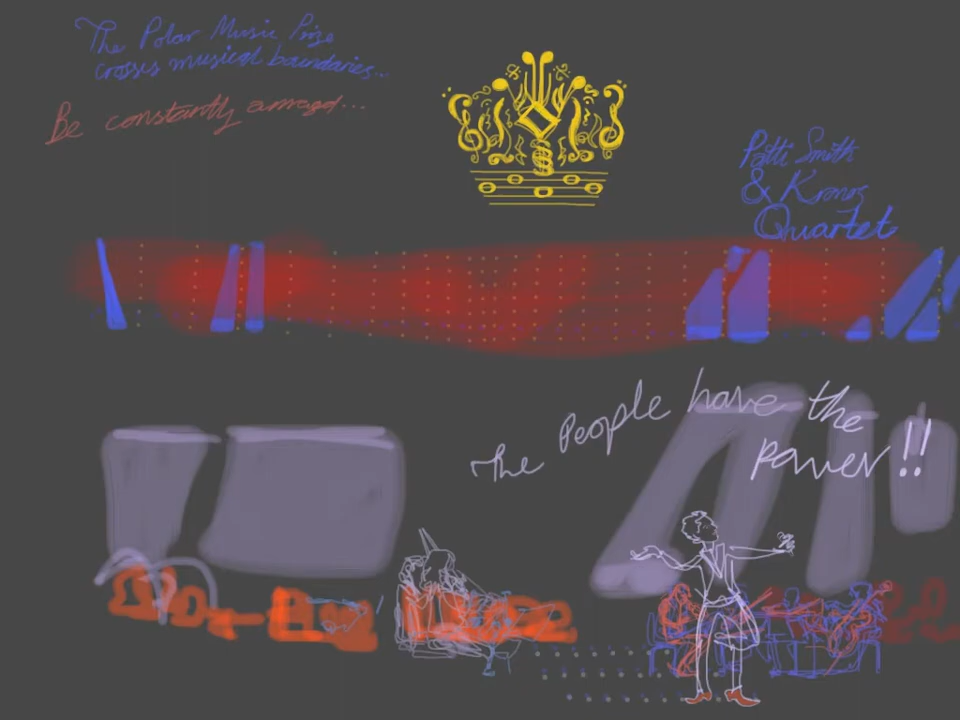 The Polar Music Prize
crosses musical boundaries...
Be constantly amazed...
Patti Smith
& Kronos
Quartet
The People have the
power!!